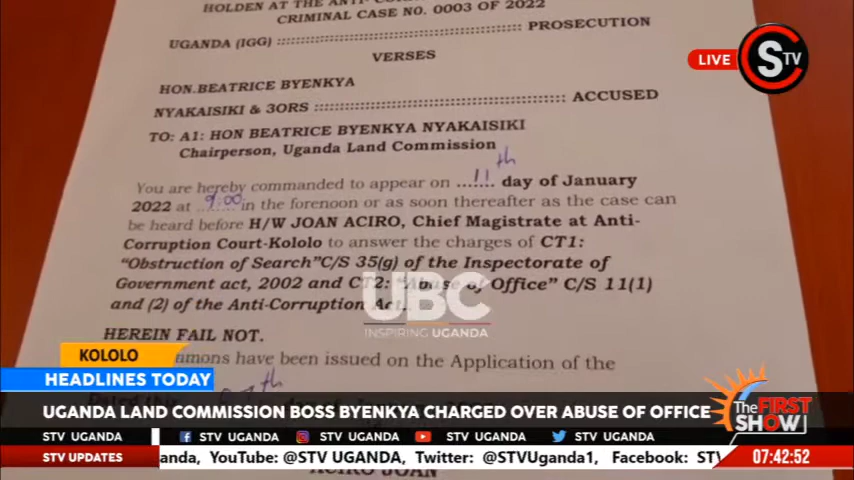 HOLDEN AT THE ANTI-
CRIMINAL CASE NO. 0003 OF 2022
UGANDA (IGG) :::::::::::::::::::::::::::::::::::::::::::: PROSECUTION
VERSES
HON.BEATRICE BYENKYA
NYAKAISIKI & 3ORS :::::::::::::::::::::::::::::::::::::::::::: ACCUSED
TO: A1: HON BEATRICE BYENKYA NYAKAISIKI
Chairperson, Uganda Land Commission
You are hereby commanded to appear on ...11th... day of January
2022 at ..9:00..in the forenoon or as soon thereafter as the case can
be heard before H/W JOAN ACIRO, Chief Magistrate at Anti-
Corruption Court-Kololo to answer the charges of CT1:
"Obstruction of Search"C/S 35(g) of the Inspectorate of
Government act, 2002 and CT2: "Abuse of Office" C/S 11(1)
and (2) of the Anti-Corruption Act.
HEREIN FAIL NOT.
mmons have been issued on the Application of the
ACIRO JOAN
UBC
INSPIRING UGANDA
LIVE
STV
KOLOLO
HEADLINES TODAY
UGANDA LAND COMMISSION BOSS BYENKYA CHARGED OVER ABUSE OF OFFICE
The FIRST
SHOW
STV UGANDA STV UGANDA STV UGANDA STV UGANDA STV UGANDA
STV UPDATES anda, YouTube: @STV UGANDA, Twitter: @STVUganda1, Facebook: STV
07:42:52